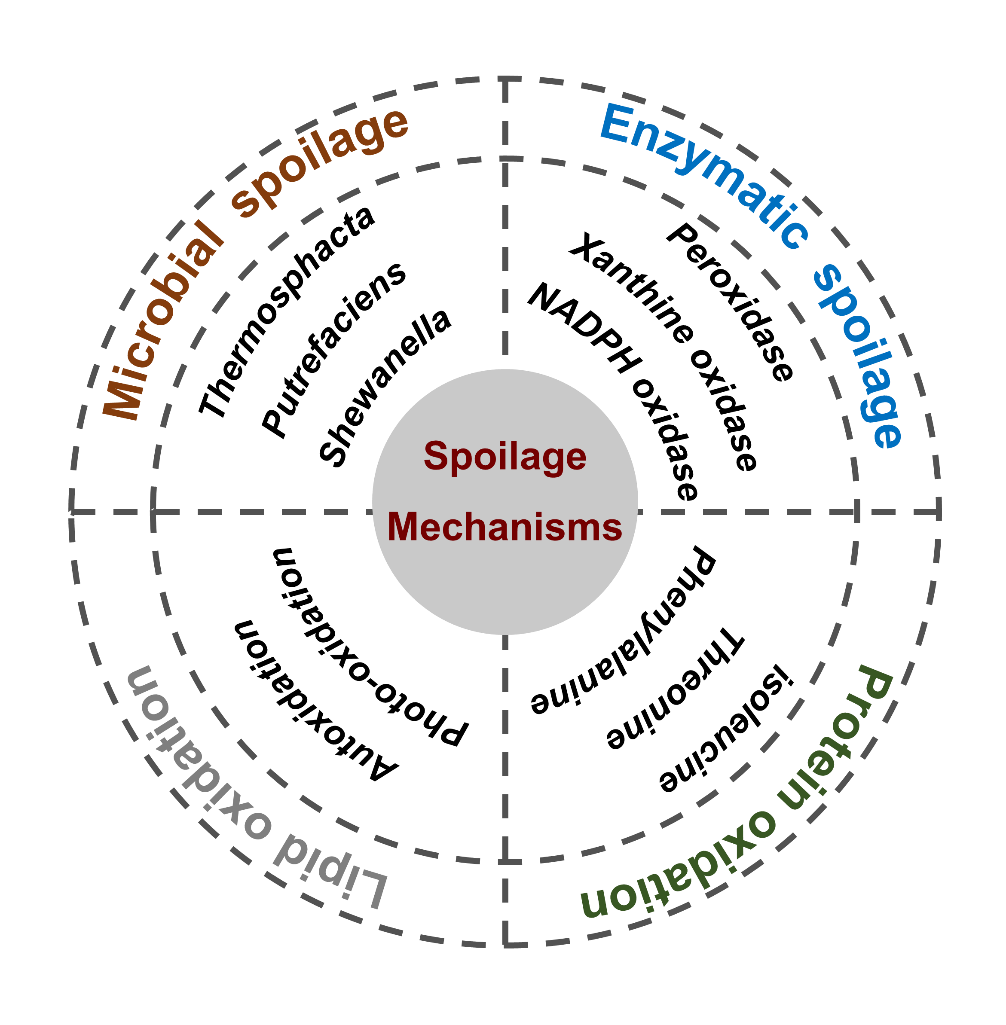 Microbial spoilage
Thermosphacta
Putrefaciens
Shewanella
Enzymatic spoilage
Peroxidase
Xanthine oxidase
NADPH oxidase
Spoilage
Mechanisms
Phenylalanine
Threonine
isoleucine
Protein oxidation
Photo-oxidation
Autoxidation
Lipid oxidation